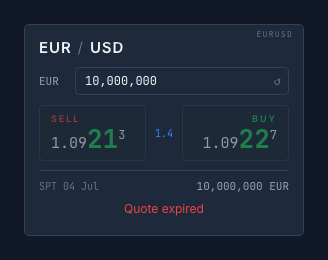 EURUSD
EUR / USD
EUR 10,000,000 ↺
SELL BUY
1.09213 1.4 1.09227
SPT 04 Jul 10,000,000 EUR
Quote expired